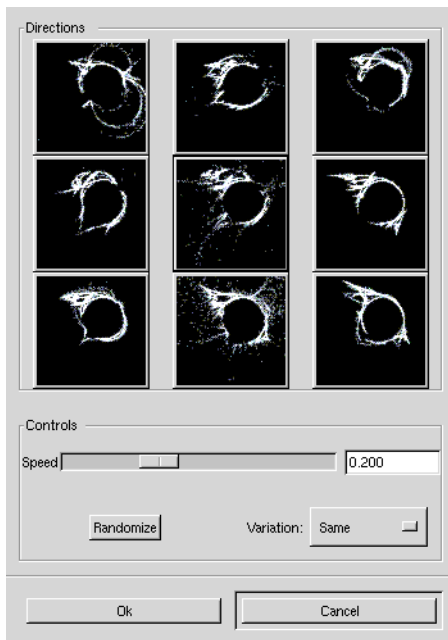 Directions
Controls
Speed 0.200
Randomize Variation: Same
Ok Cancel